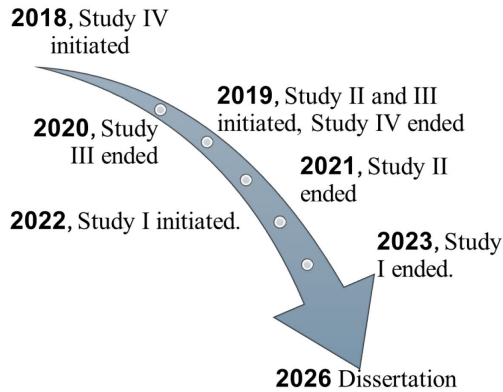 2018, Study IV
initiated
2019, Study II and III
initiated, Study IV ended
2020, Study
III ended
2021, Study II
ended
2022, Study I initiated.
2023, Study
I ended.
2026 Dissertation